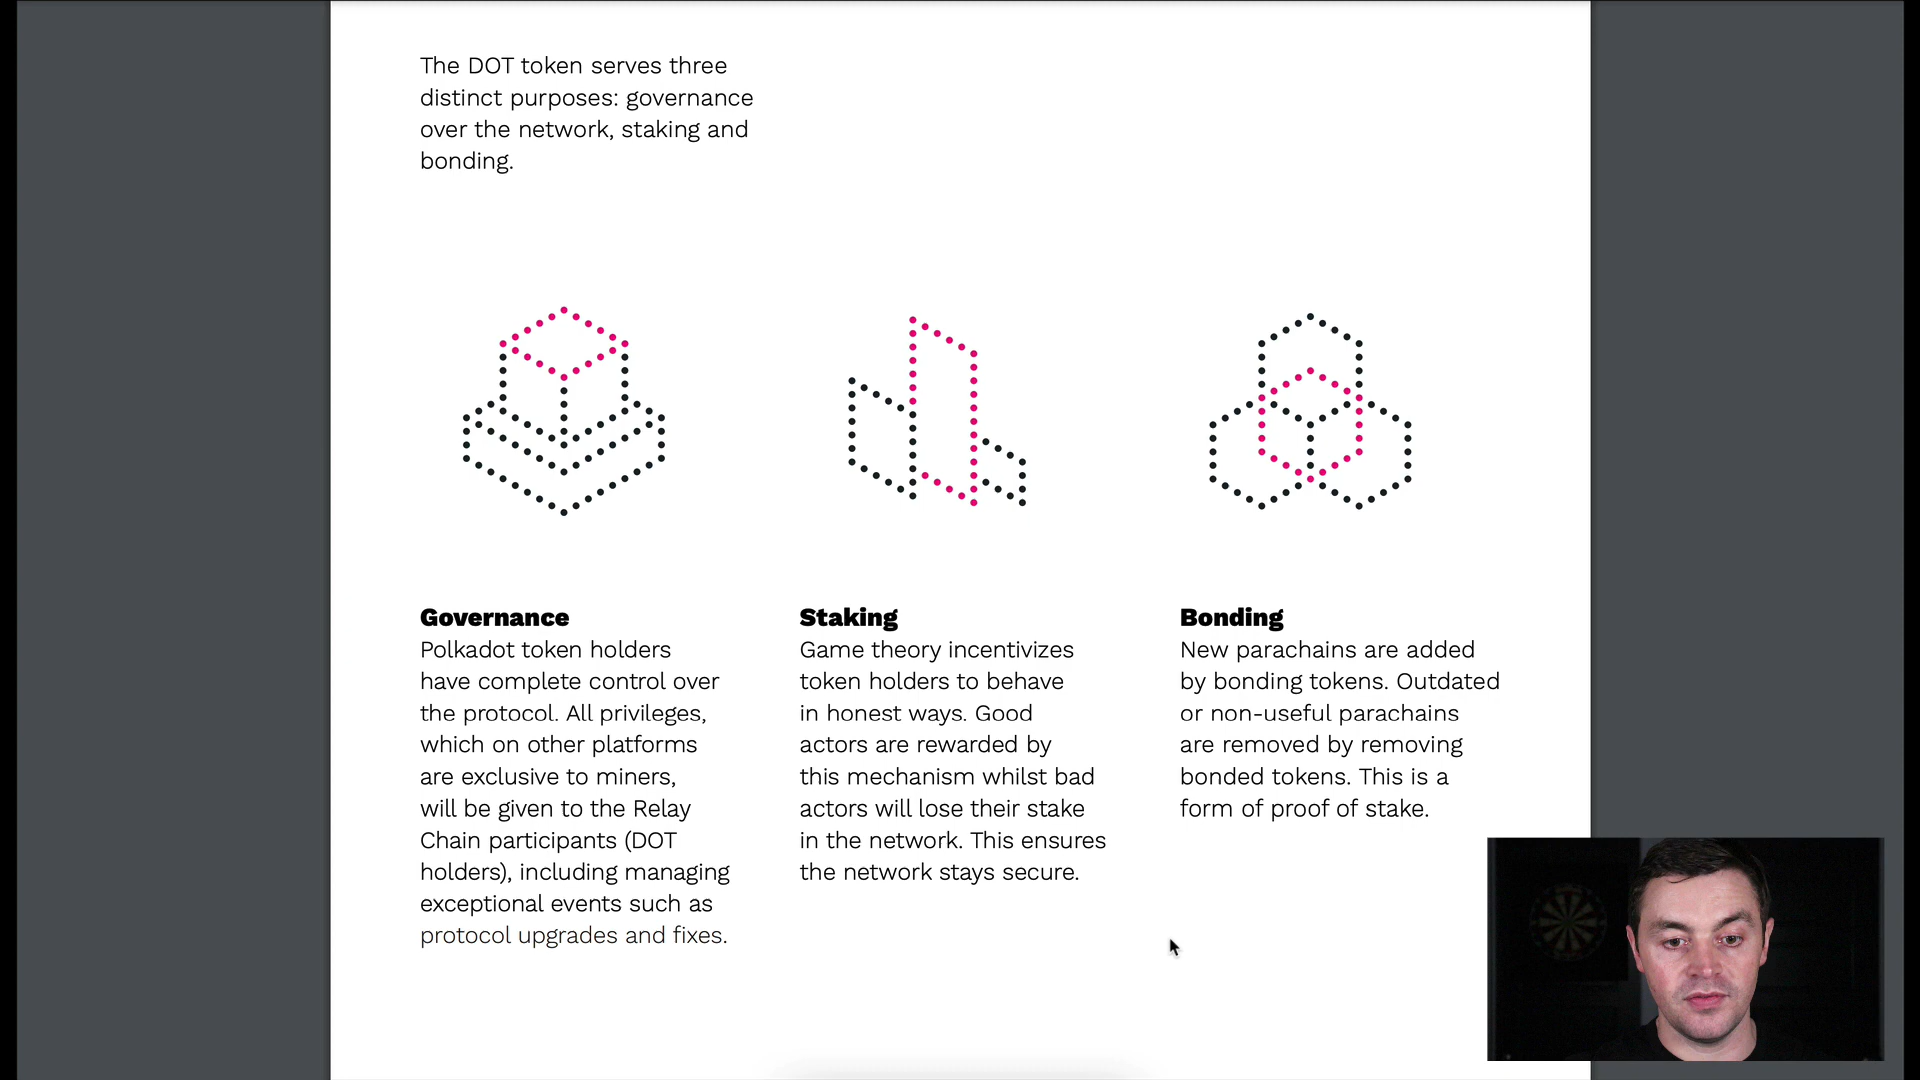 The DOT token serves three
distinct purposes: governance
over the network, staking and
bonding.
Governance
Polkadot token holders
have complete control over
the protocol. All privileges,
which on other platforms
are exclusive to miners,
will be given to the Relay
Chain participants (DOT
holders), including managing
exceptional events such as
protocol upgrades and fixes.
Staking
Game theory incentivizes
token holders to behave
in honest ways. Good
actors are rewarded by
this mechanism whilst bad
actors will lose their stake
in the network. This ensures
the network stays secure.
Bonding
New parachains are added
by bonding tokens. Outdated
or non-useful parachains
are removed by removing
bonded tokens. This is a
form of proof of stake.